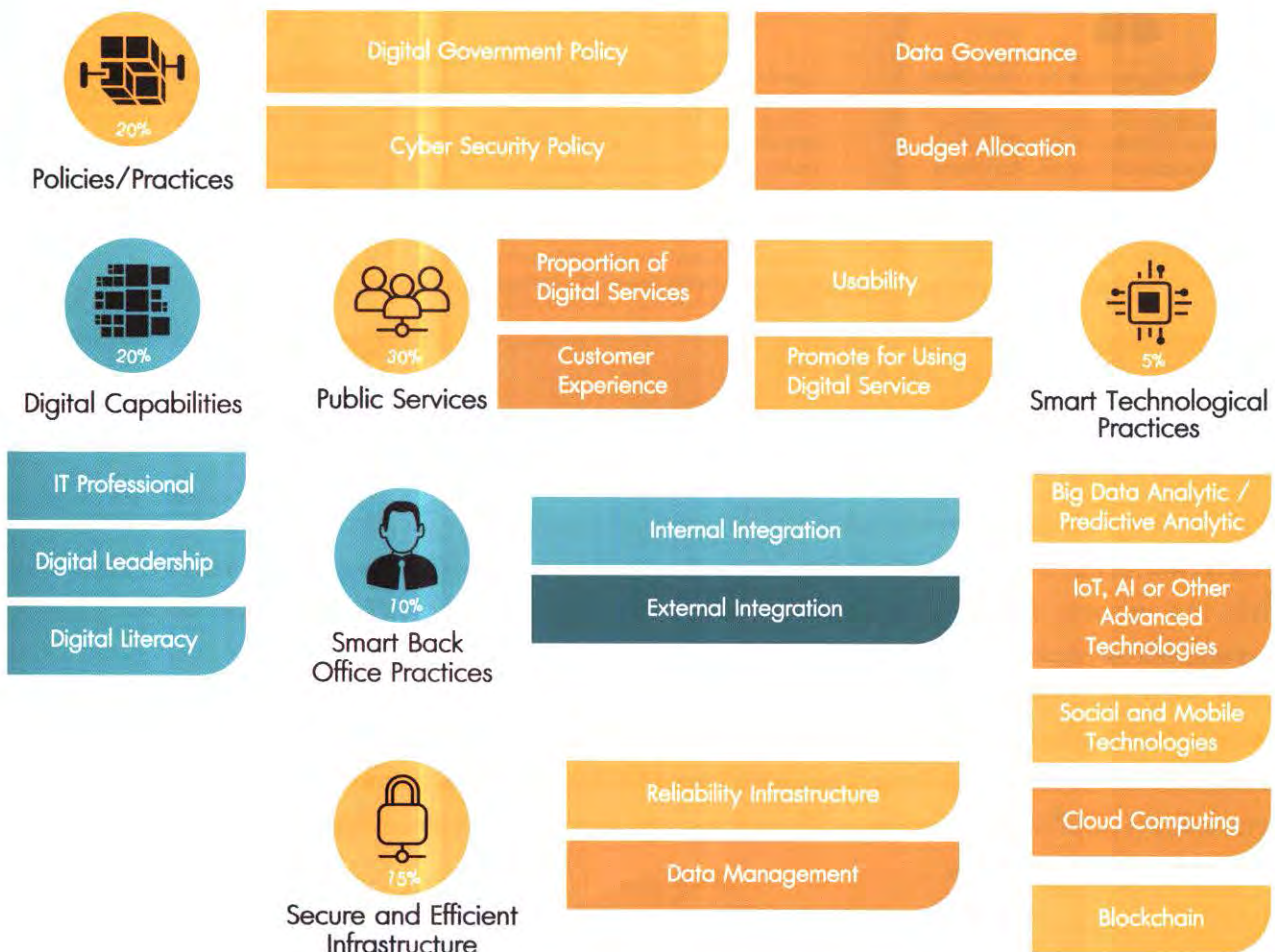 Digital Government Policy
Data Governance
20%
Cyber Security Policy
Budget Allocation
Policies/Practices
20%
Digital Capabilities
IT Professional
Digital Leadership
Digital Literacy
30%
Public Services
Proportion of
Digital Services
Usability
Customer
Experience
Promote for Using
Digital Service
5%
Smart Technological
Practices
Big Data Analytic /
Predictive Analytic
IoT, AI or Other
Advanced
Technologies
Social and Mobile
Technologies
Cloud Computing
Blockchain
10%
Smart Back
Office Practices
Internal Integration
External Integration
15%
Secure and Efficient
Infrastructure
Reliability Infrastructure
Data Management